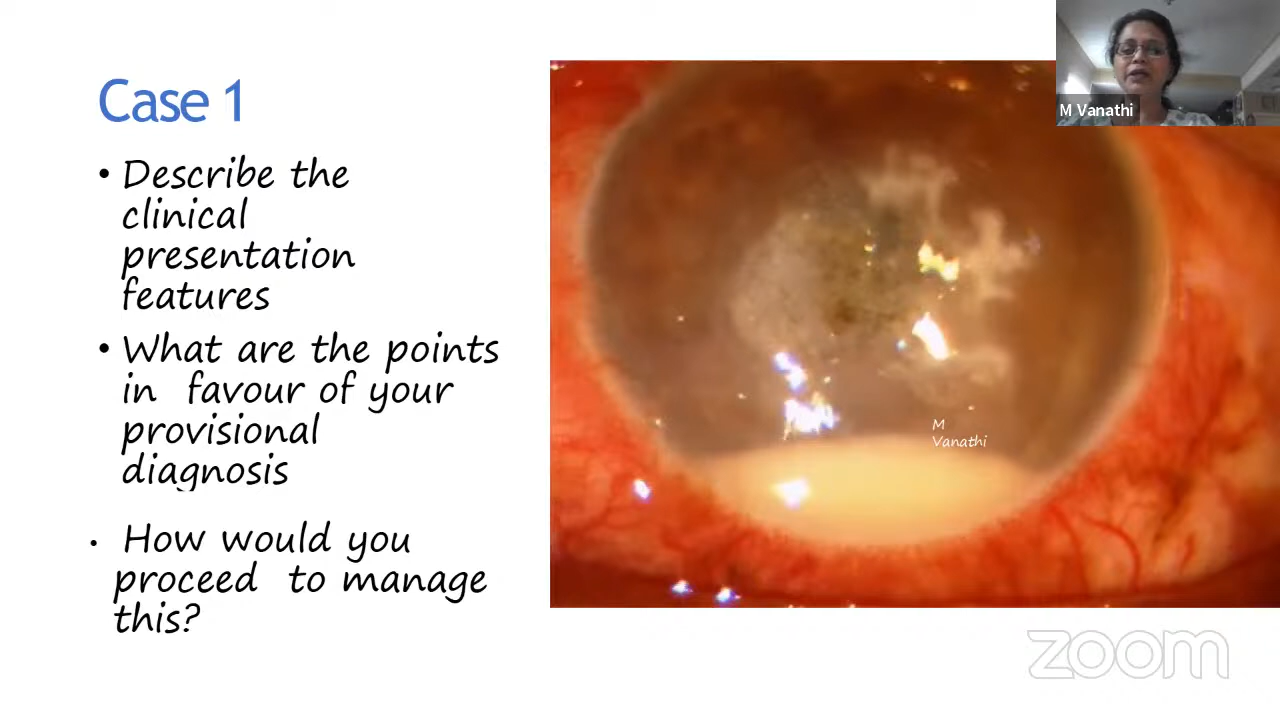 Case 1
• Describe the
clinical
presentation
features
• What are the points
in favour of your
provisional
diagnosis
• How would you
proceed to manage
this?
M Vanathi
M
Vanathi
zoom